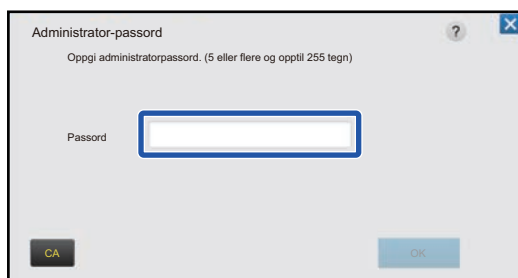 Administrator-passord
?
Oppgi administratorpassord. (5 eller flere og opptil 255 tegn)
Passord
CA
OK